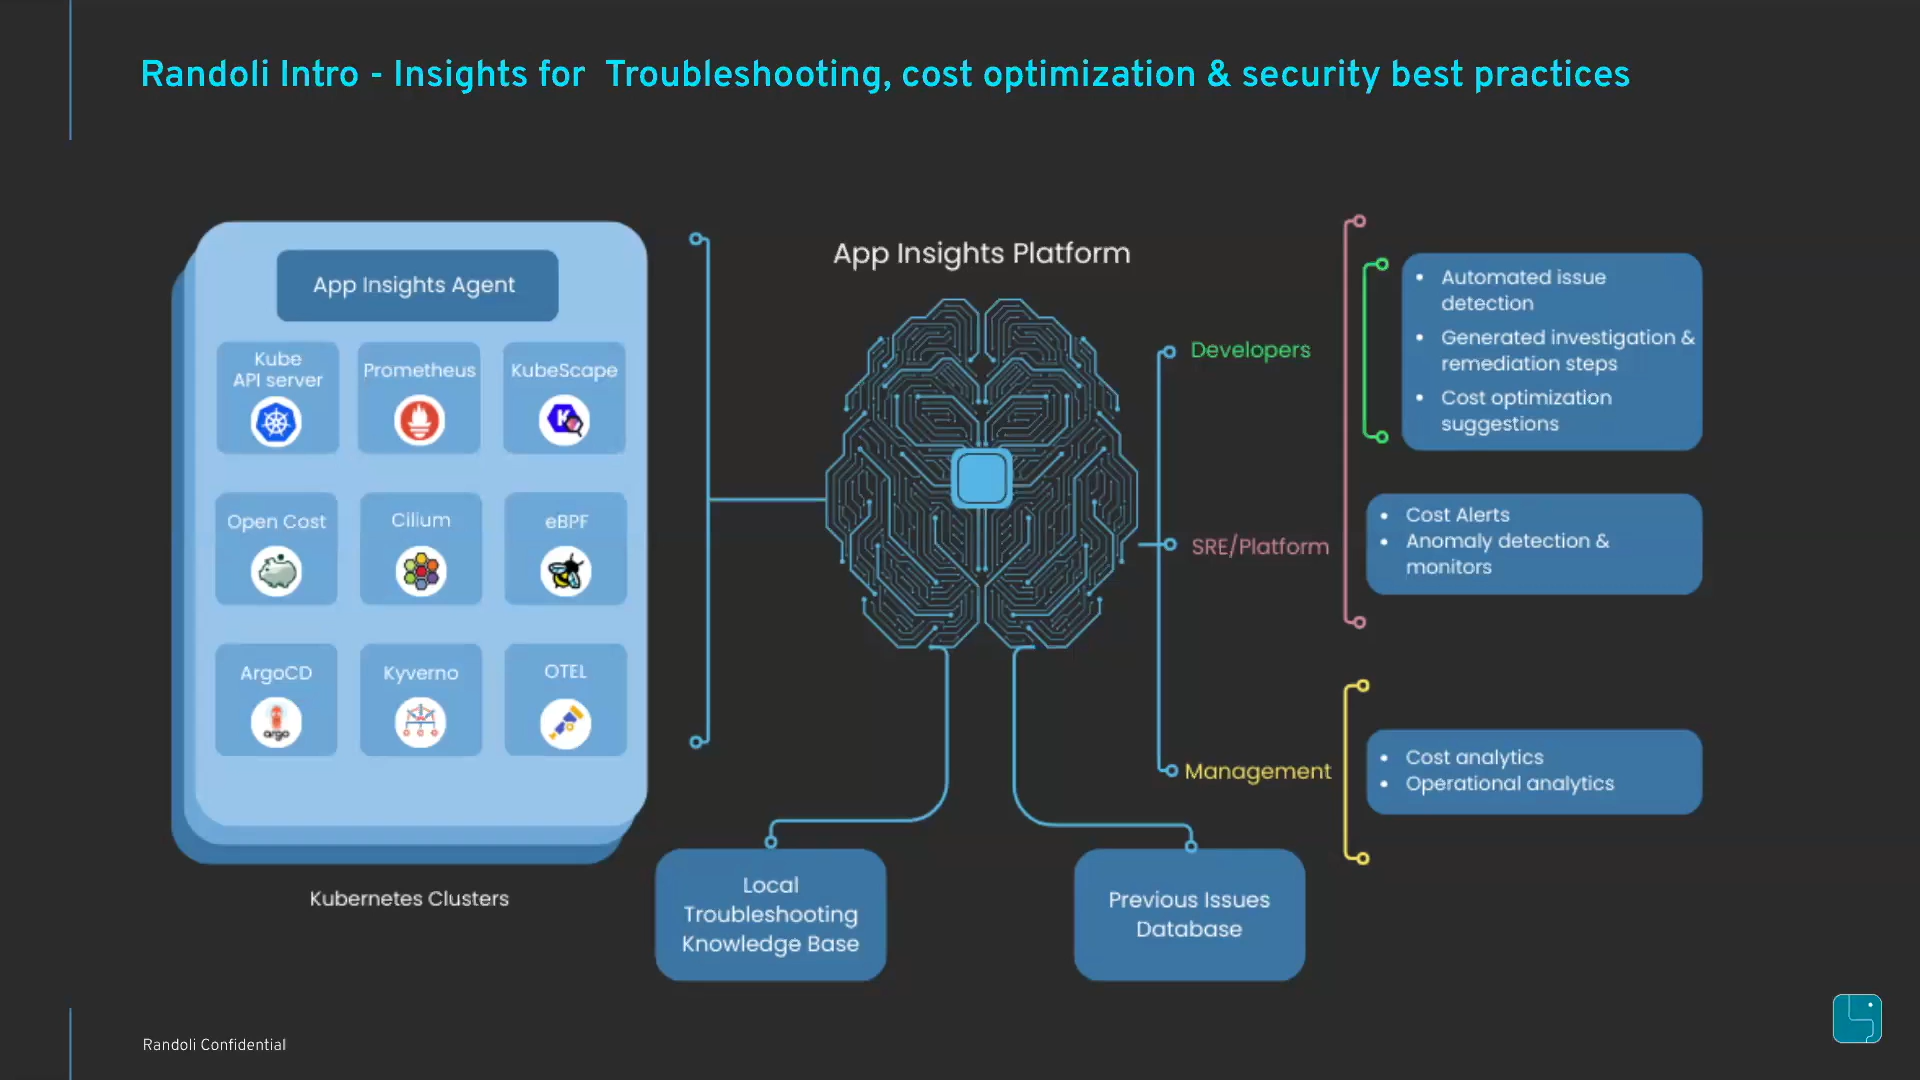 Randoli Intro - Insights for  Troubleshooting, cost optimization & security best practices
App Insights Agent
Kube
API server
Prometheus
KubeScape
Open Cost
Cilium
eBPF
ArgoCD
argo
Kyverno
OTEL
Kubernetes Clusters
App Insights Platform
Local
Troubleshooting
Knowledge Base
Previous Issues
Database
Developers
SRE/Platform
Management
• Automated issue
detection
• Generated investigation &
remediation steps
• Cost optimization
suggestions
• Cost Alerts
• Anomaly detection &
monitors
• Cost analytics
• Operational analytics
Randoli Confidential